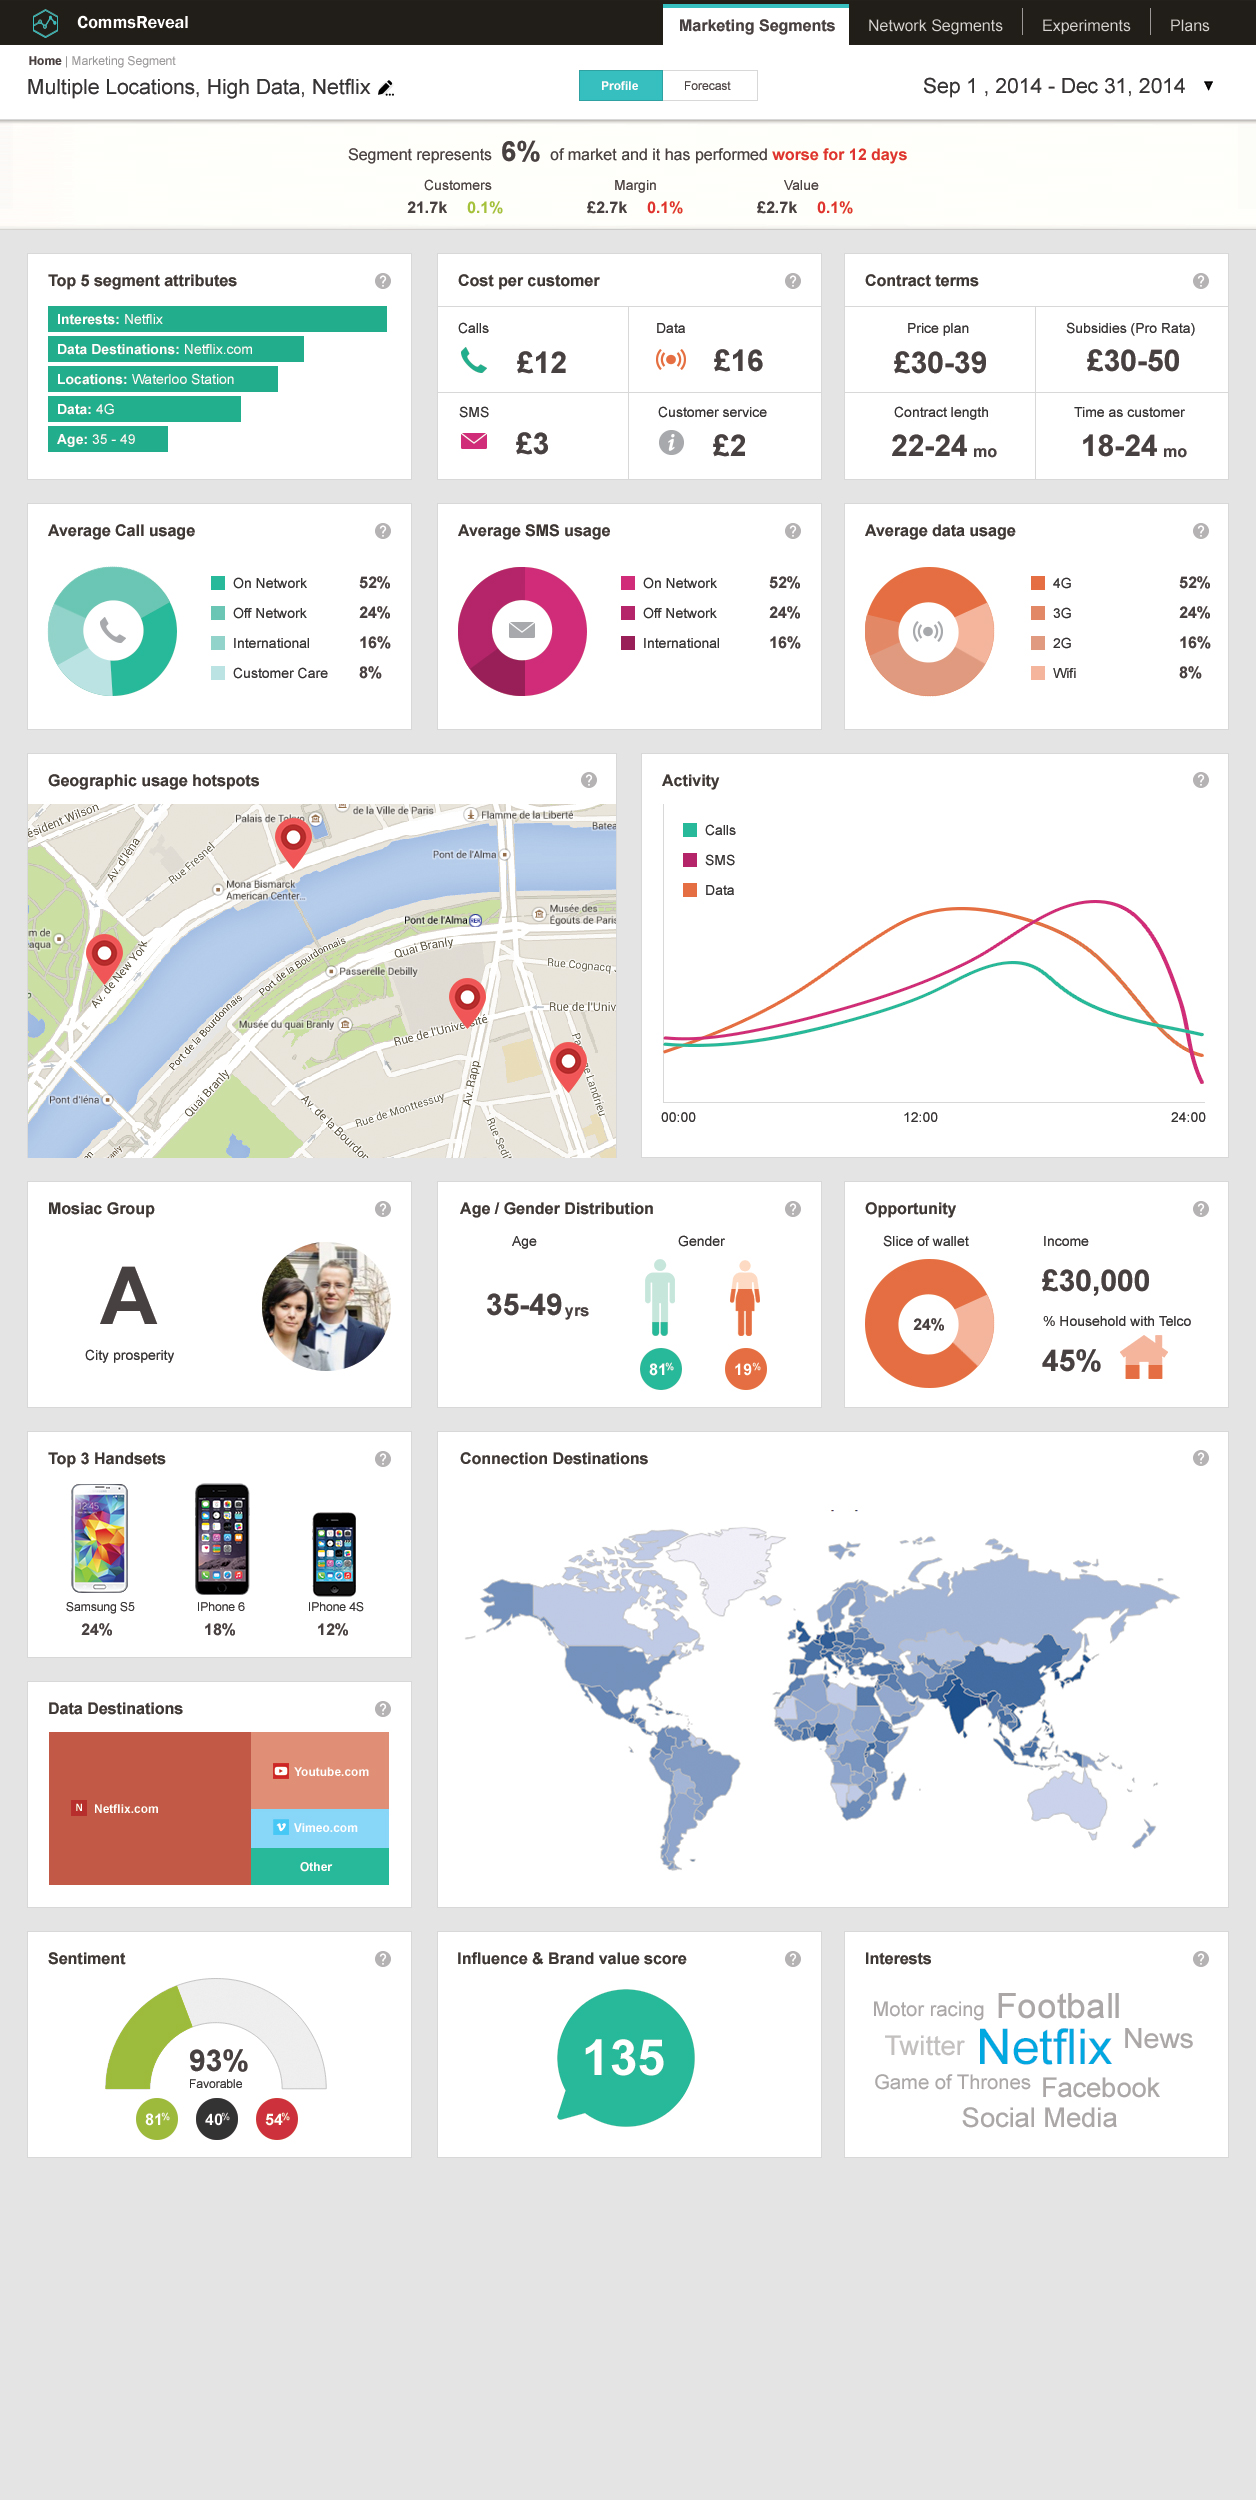 CommsReveal
Marketing Segments
Network Segments
Experiments
Plans
Home | Marketing Segment
Multiple Locations, High Data, Netflix
Profile
Forecast
Sep 1 , 2014 - Dec 31, 2014
Segment represents 6% of market and it has performed worse for 12 days
Customers
Margin
Value
21.7k 0.1%
£2.7k 0.1%
£2.7k 0.1%
Top 5 segment attributes
Interests: Netflix
Data Destinations: Netflix.com
Locations: Waterloo Station
Data: 4G
Age: 35 - 49
Cost per customer
Calls
£12
Data
£16
SMS
£3
Customer service
£2
Contract terms
Price plan
£30-39
Subsidies (Pro Rata)
£30-50
Contract length
22-24 mo
Time as customer
18-24 mo
Average Call usage
On Network 52%
Off Network 24%
International 16%
Customer Care 8%
Average SMS usage
On Network 52%
Off Network 24%
International 16%
Average data usage
4G 52%
3G 24%
2G 16%
Wifi 8%
Geographic usage hotspots
ésident Wilson
Av. d'Iéna
Rue Fresnel
Palais de Tokyo
de la Ville de Paris
Flamme de la Liberté
Batea
Pont de l'Alma
Mona Bismarck
American Center...
Pont de l'Alma
RER
Musée des
Égouts de Paris
m de
aqua
Av. de New York
Port de la Bourdonnais
Quai Branly
Passerelle Debilly
Rue Cognacq
Port de la Bourdonnais
Musée du quai Branly
Rue de l'Université
Rue de l'Univ
Pont d'Iéna
Quai Branly
Av. de la Bourdon
Rue de Monttessuy
Av. Rapp
Rue Sedi
Landrieu
Activity
Calls
SMS
Data
00:00
12:00
24:00
Mosiac Group
A
City prosperity
Age / Gender Distribution
Age
Gender
35-49 yrs
81%
19%
Opportunity
Slice of wallet
24%
Income
£30,000
% Household with Telco
45%
Top 3 Handsets
12:45
Samsung S5
24%
IPhone 6
18%
IPhone 4S
12%
Connection Destinations
Data Destinations
N Netflix.com
Youtube.com
Vimeo.com
Other
Sentiment
93%
Favorable
81%
40%
54%
Influence & Brand value score
135
Interests
Motor racing
Football
Twitter
Netflix
News
Game of Thrones
Facebook
Social Media